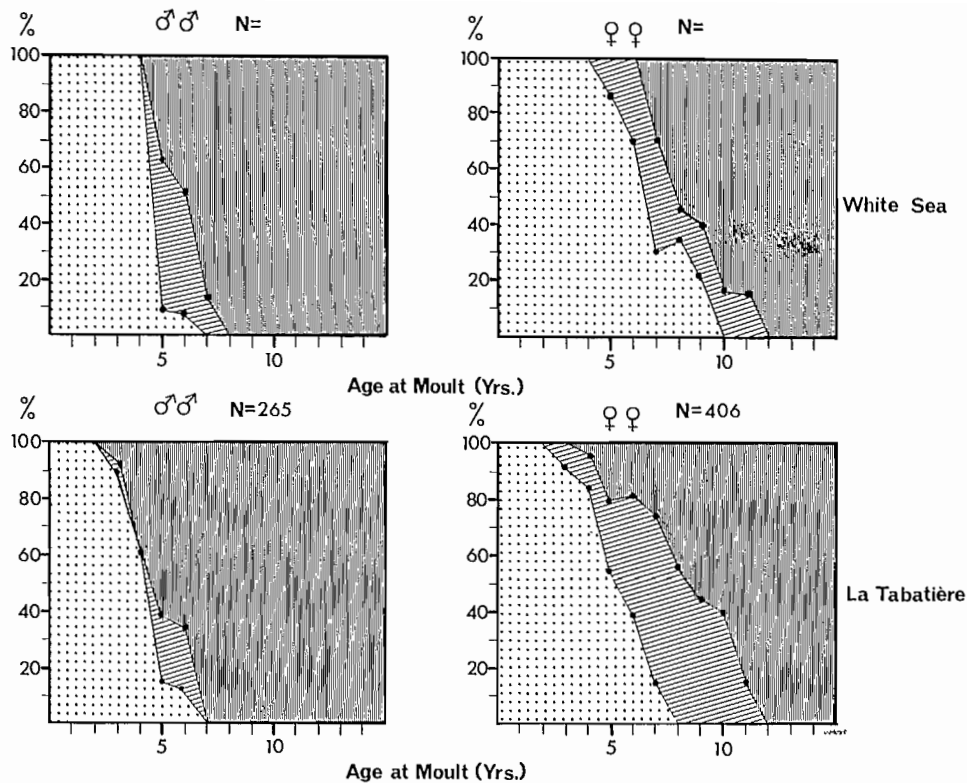 % ♂♂ N= % ♀♀ N=
100 100
80 80
60 60
White Sea
40 40
20 20
5 10 5 10
Age at Moult (Yrs.)
% ♂♂ N=265 % ♀♀ N=406
100 100
80 80
60 60
La Tabatière
40 40
20 20
5 10 5 10
Age at Moult (Yrs.)